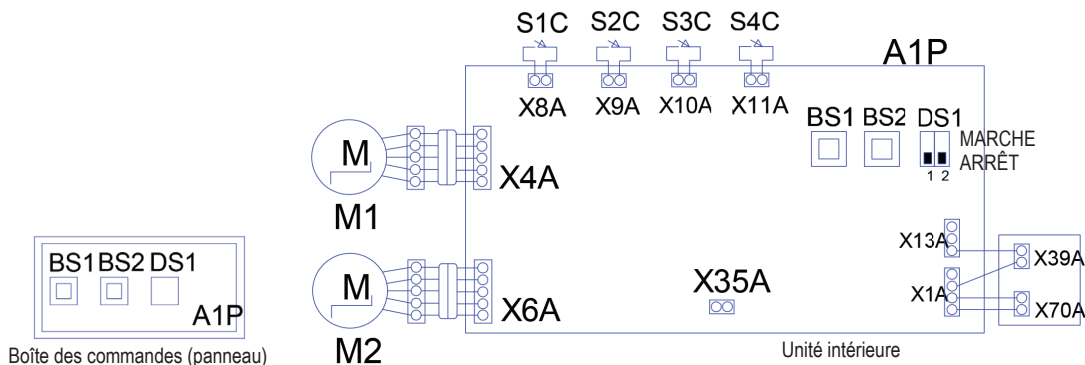 S1C S2C S3C S4C
A1P
X8A X9A X10A X11A
BS1 BS2 DS1
MARCHE
ARRÊT
1 2
M
X4A
M1
X13A
X39A
BS1 BS2 DS1
M
X35A
X1A
A1P
X6A
X70A
Boîte des commandes (panneau)
M2
Unité intérieure